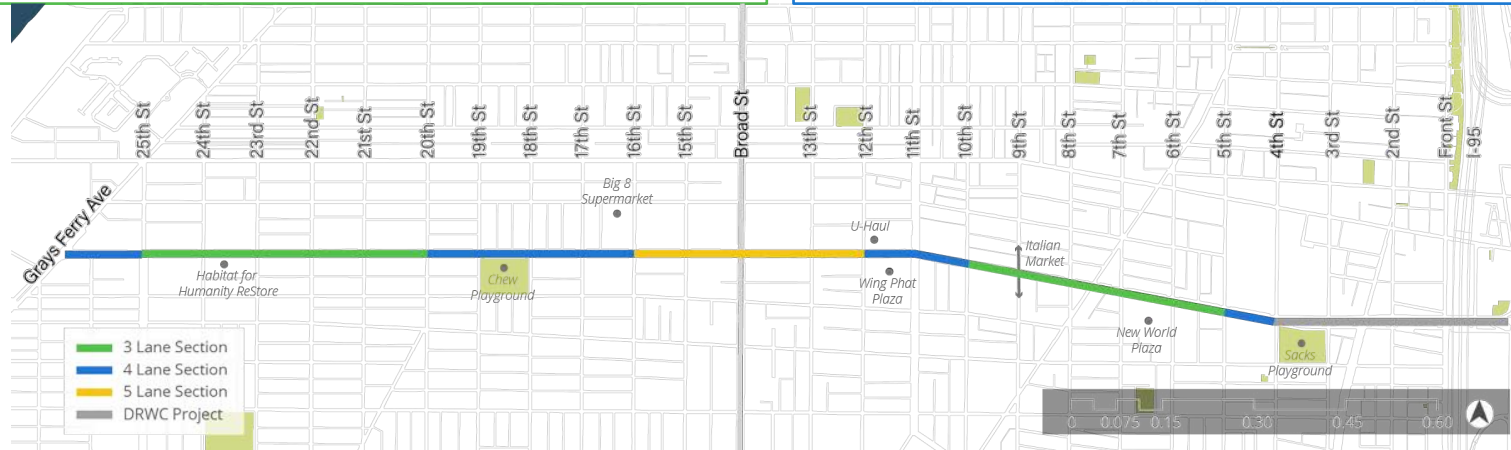 25th St
24th St
23rd St
22nd St
21st St
20th St
19th St
18th St
17th St
16th St
15th St
Broad St
13th St
12th St
11th St
10th St
9th St
8th St
7th St
6th St
5th St
4th St
3rd St
2nd St
Front St
I-95
Grays Ferry Ave
Big 8
Supermarket
U-Haul
Italian
Market
Habitat for
Humanity ReStore
Chew
Playground
Wing Phat
Plaza
New World
Plaza
Sacks
Playground
3 Lane Section
4 Lane Section
5 Lane Section
DRWC Project
0 0.075 0.15 0.30 0.45 0.60